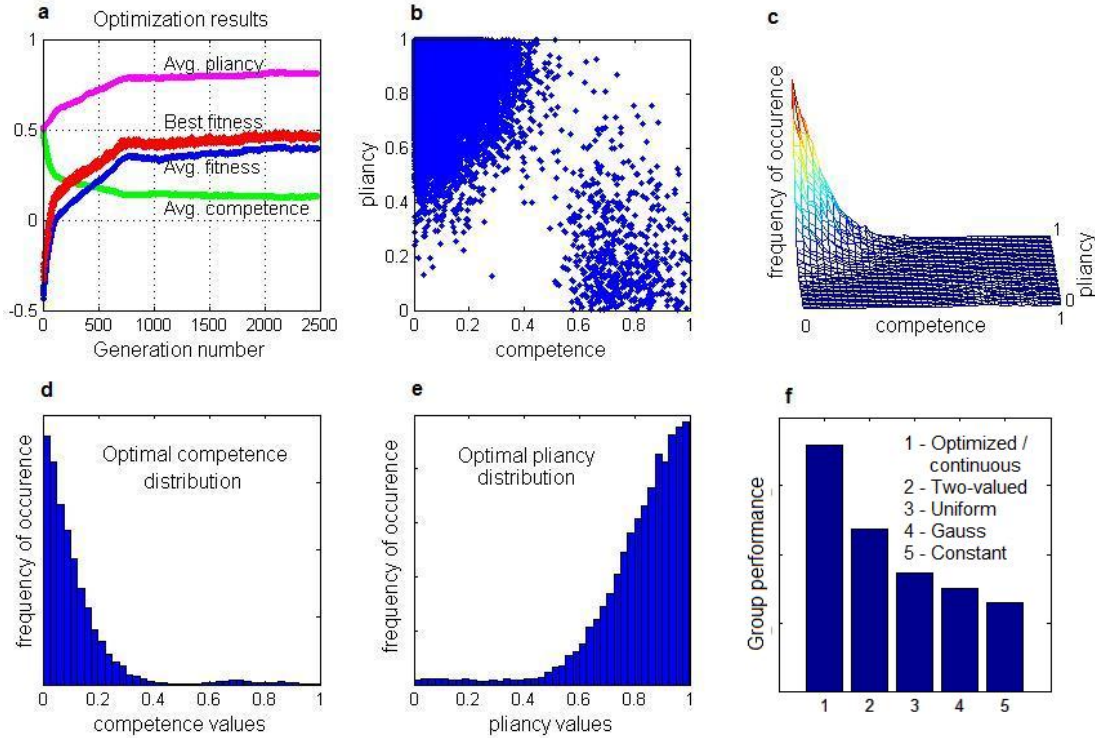 a
Optimization results
1
0.5
0
-0.5
Avg. pliancy
Best fitness
Avg. fitness
Avg. competence
0 500 1000 1500 2000 2500
Generation number
b
pliancy
1
0.8
0.6
0.4
0.2
0
0 0.2 0.4 0.6 0.8 1
competence
c
frequency of occurence
1
pliancy
0
0 competence 1
d
frequency of occurence
Optimal competence
distribution
0 0.2 0.4 0.6 0.8 1
competence values
e
frequency of occurence
Optimal pliancy
distribution
0 0.2 0.4 0.6 0.8 1
pliancy values
f
Group performance
1 - Optimized /
continuous
2 - Two-valued
3 - Uniform
4 - Gauss
5 - Constant
1 2 3 4 5